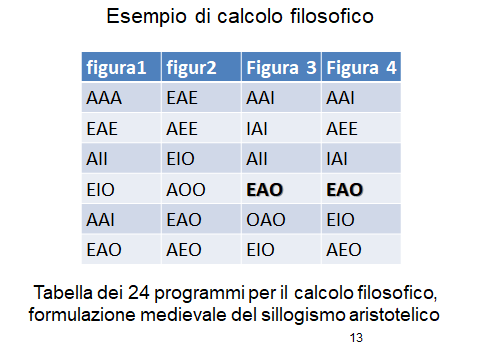 Esempio di calcolo filosofico
figura1 figur2 Figura 3 Figura 4
AAA EAE AAI AAI
EAE AEE IAI AEE
AII EIO AII IAI
EIO AOO EAO EAO
AAI EAO OAO EIO
EAO AEO EIO AEO
Tabella dei 24 programmi per il calcolo filosofico,
formulazione medievale del sillogismo aristotelico
13